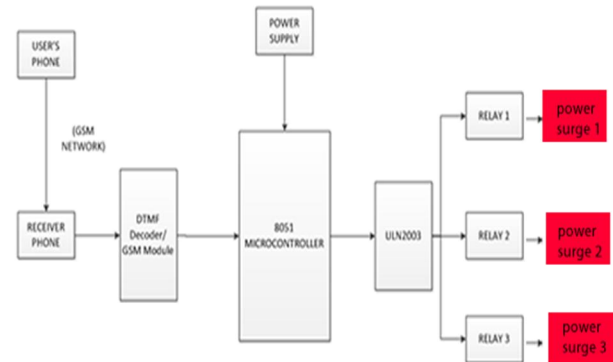 USER'S
PHONE
POWER
SUPPLY
(GSM
NETWORK)
RECEIVER
PHONE
DTMF
Decoder/
GSM Module
8051
MICROCONTROLLER
ULN2003
RELAY 1
power
surge 1
RELAY 2
power
surge 2
RELAY 3
power
surge 3